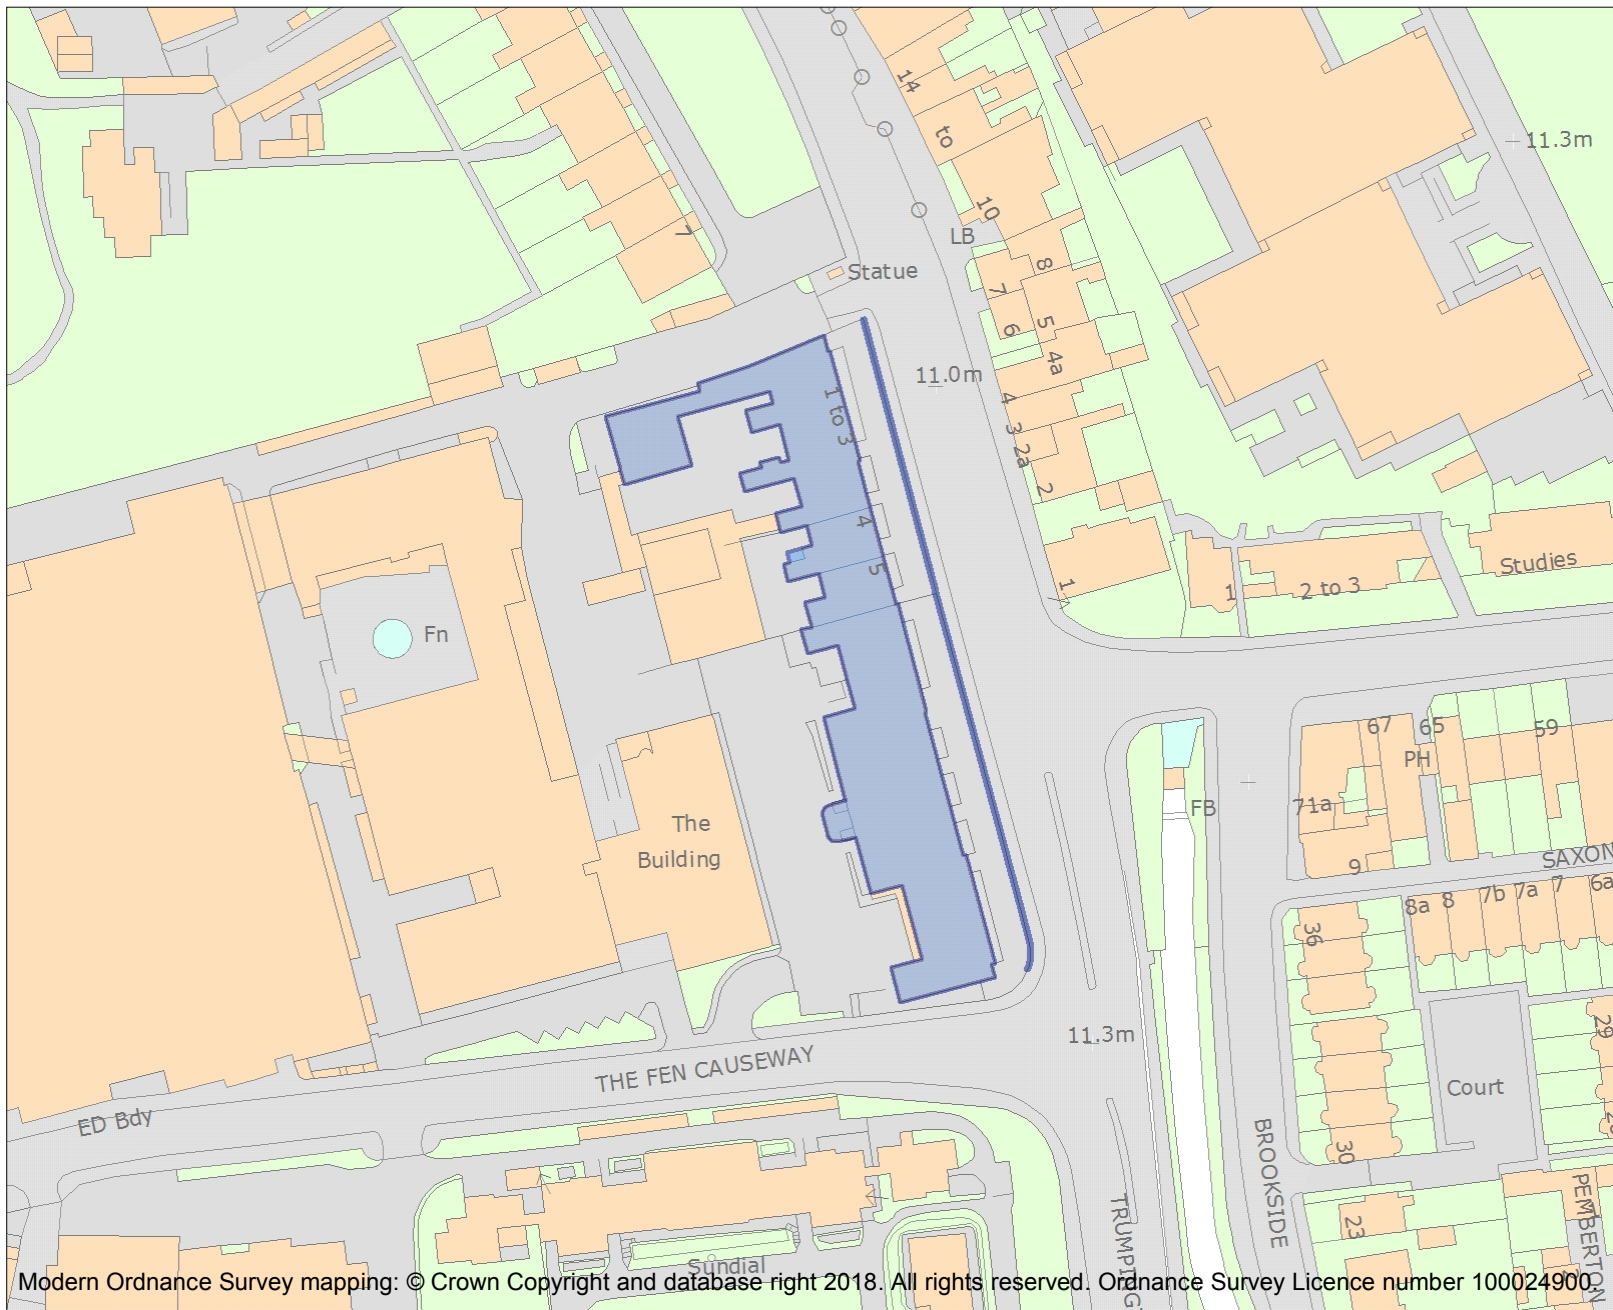 14
to
10
LB
8
7
5
6
4a
4
3
2a
2
1
11.3m
7
Statue
11.0m
1 to 3
4
5
Fn
Studies
1
2 to 3
67
65
59
PH
71a
FB
9
SAXON
8a
8
7b
7a
7
6a
36
The
Building
11.3m
29
Court
THE FEN CAUSEWAY
ED Bdy
BROOKSIDE
30
23
PEMBERTON
TRUMPINGT
Sundial
Modern Ordnance Survey mapping: © Crown Copyright and database right 2018. All rights reserved. Ordnance Survey Licence number 100024900.